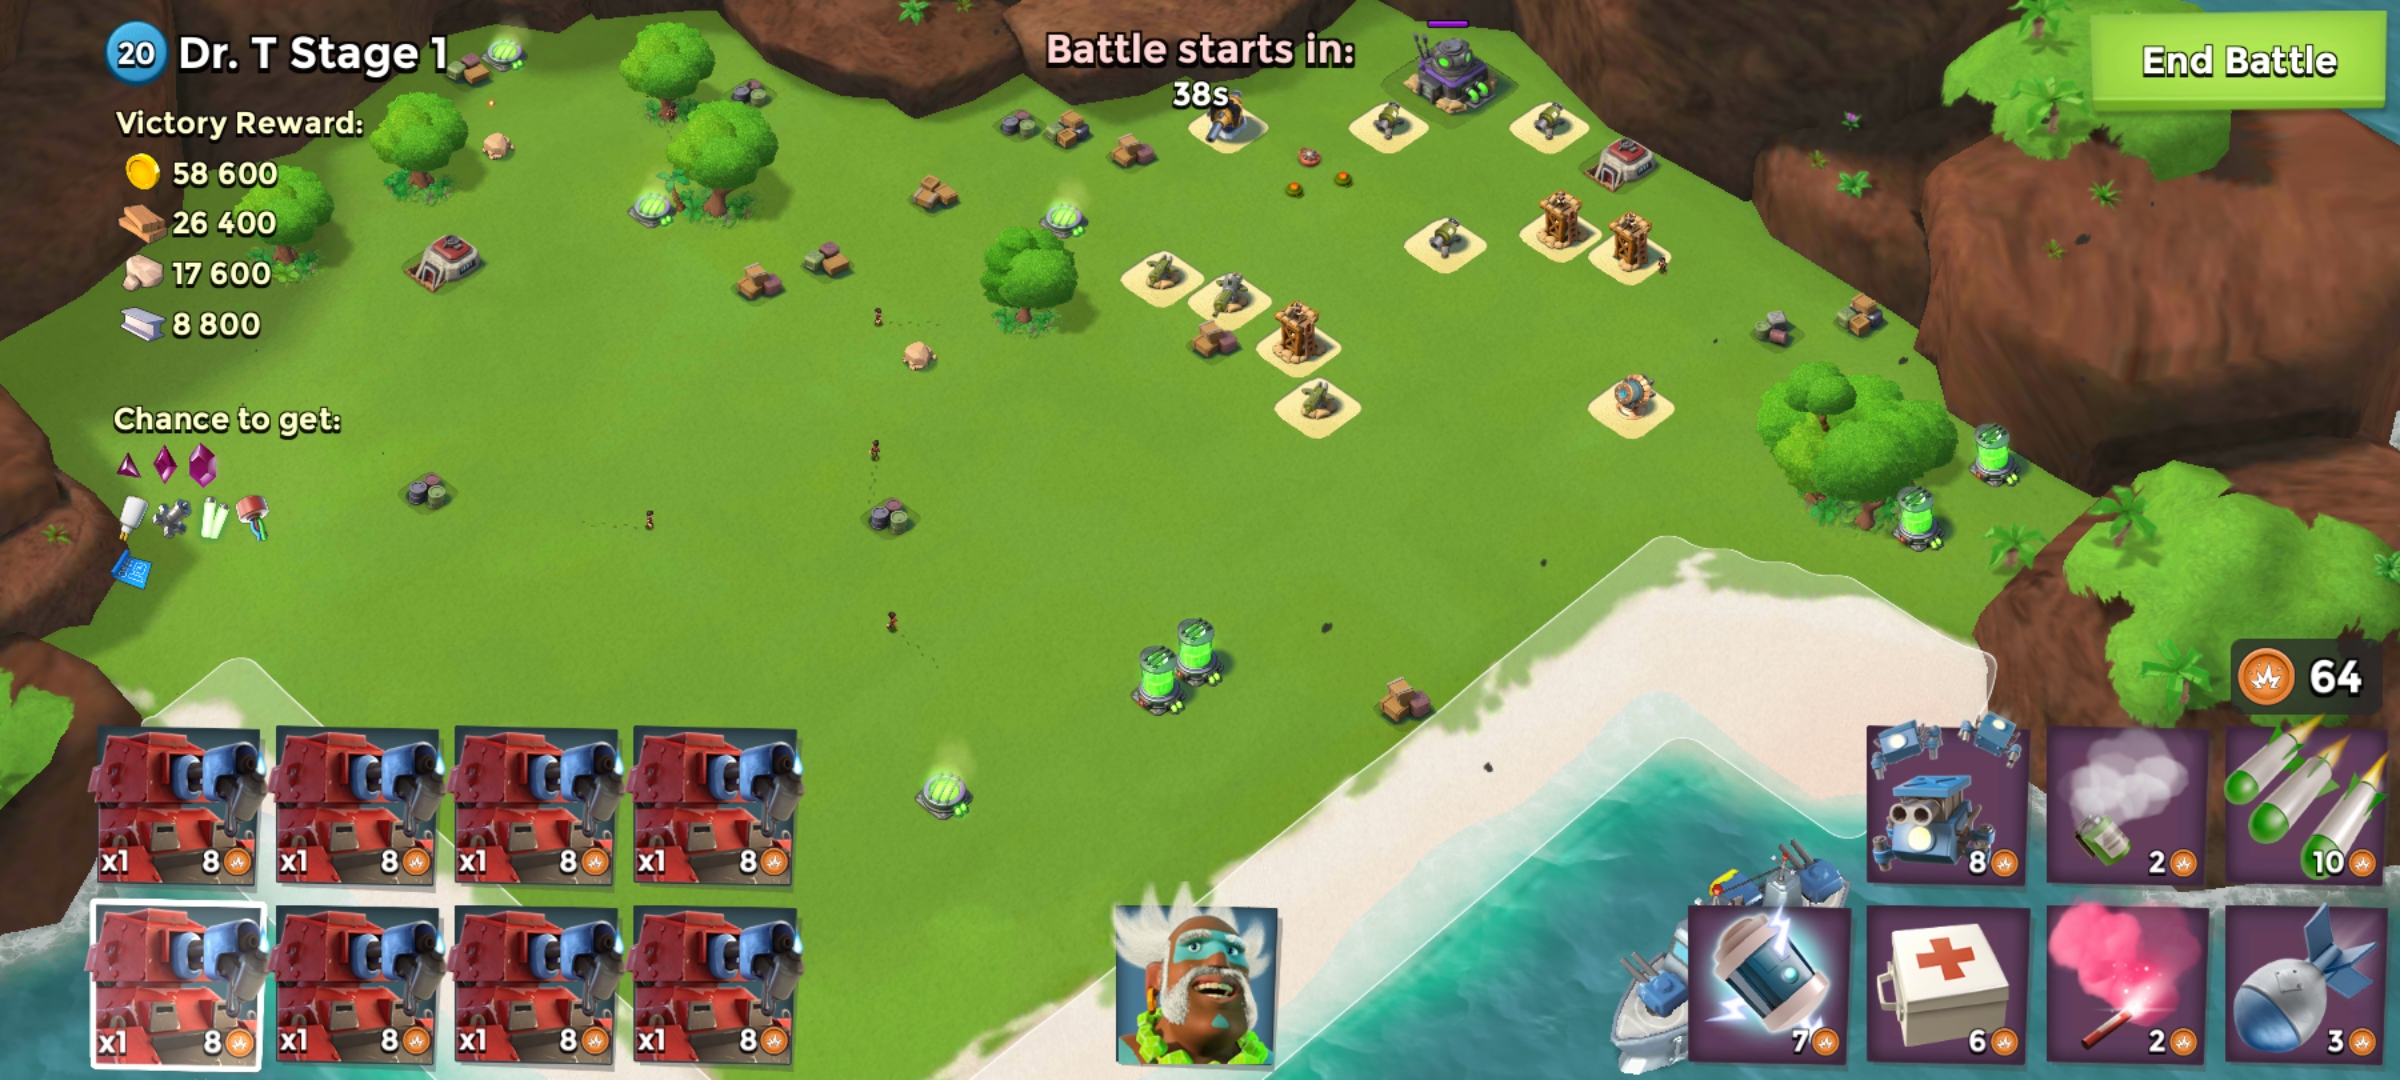 20 Dr. T Stage 1
Victory Reward:
58 600
26 400
17 600
8 800
Chance to get:
Battle starts in:
38s
End Battle
64
x1 8
x1 8
x1 8
x1 8
x1 8
x1 8
x1 8
x1 8
8
2
10
7
6
2
3